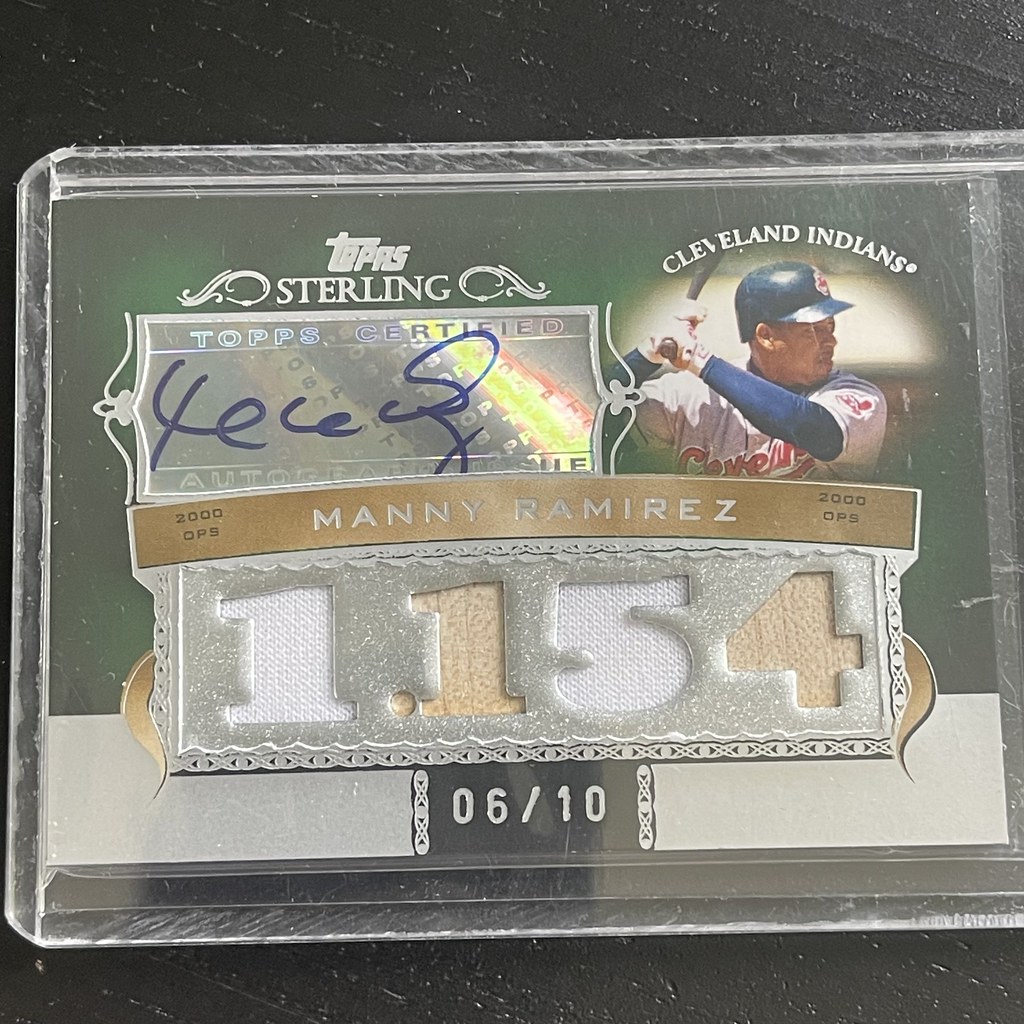 Topps
STERLING
CLEVELAND INDIANS
TOPPS CERTIFIED
2000
OPS
MANNY RAMIREZ
2000
OPS
1.154
06/10